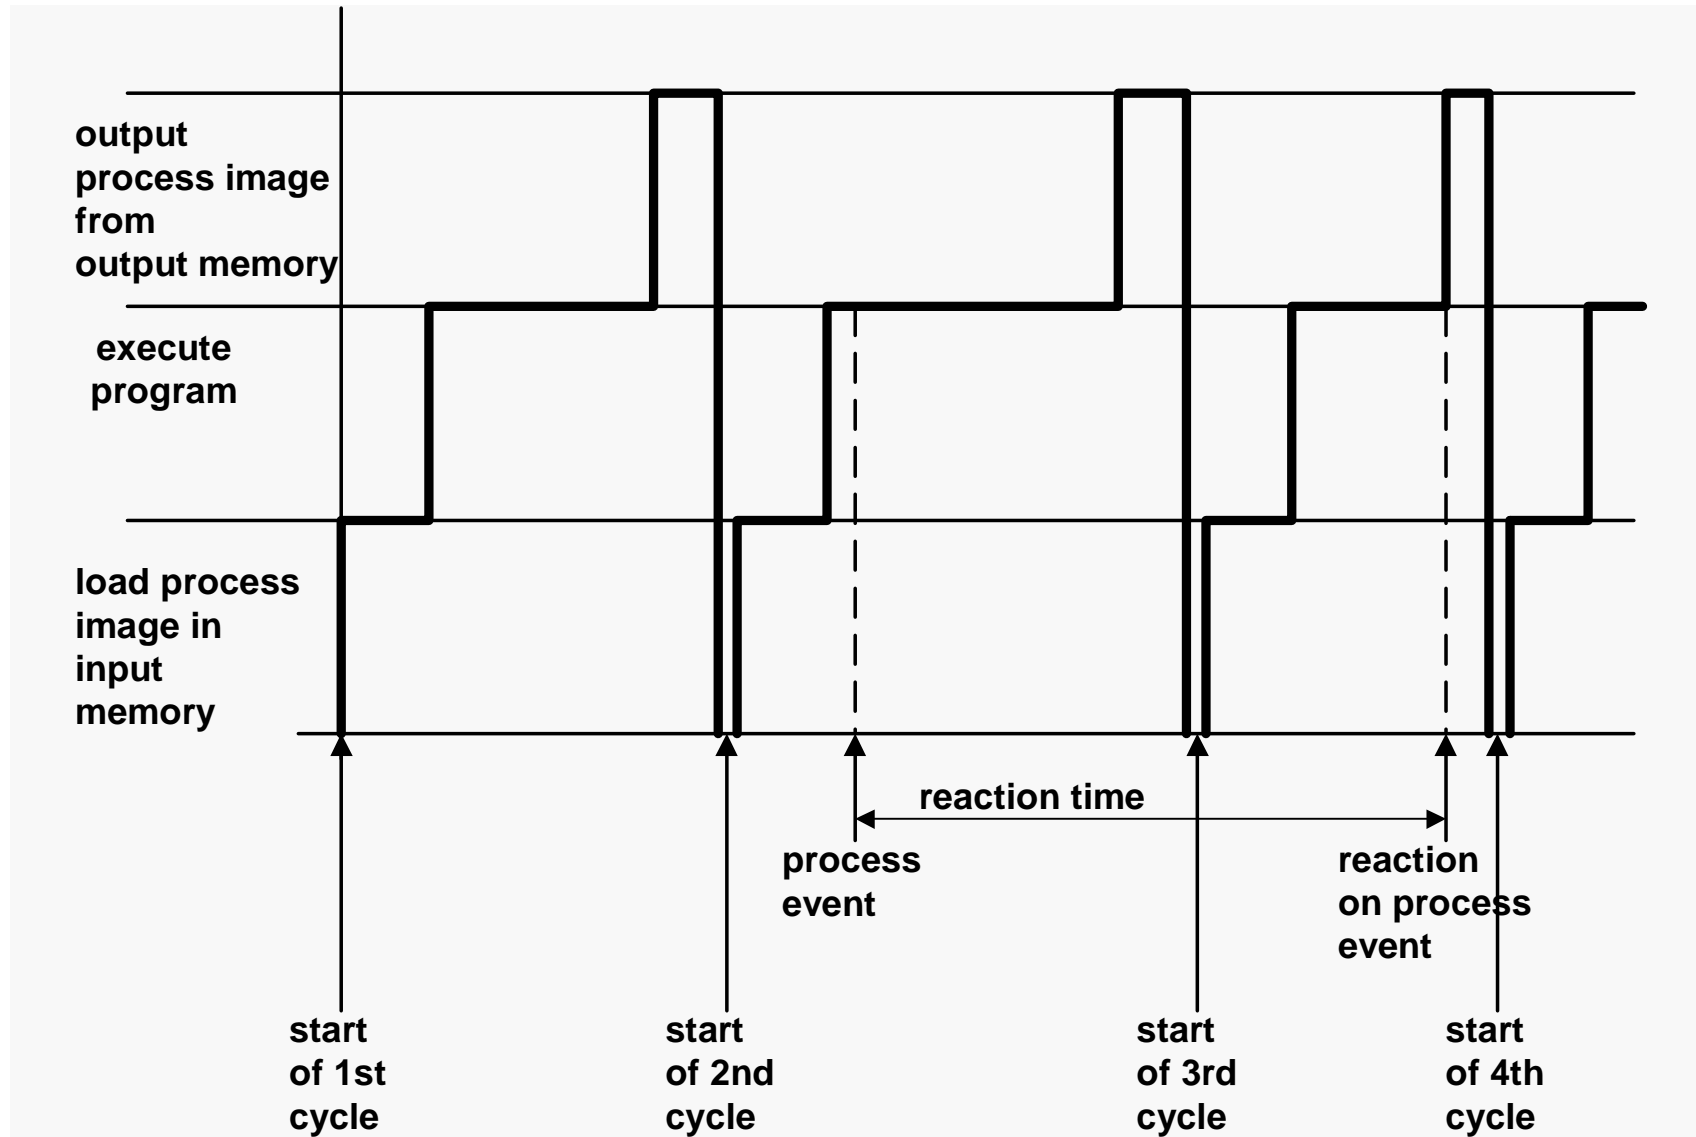 output
process image
from
output memory
execute
program
load process
image in
input
memory
reaction time
process
event
reaction
on process
event
start
of 1st
cycle
start
of 2nd
cycle
start
of 3rd
cycle
start
of 4th
cycle